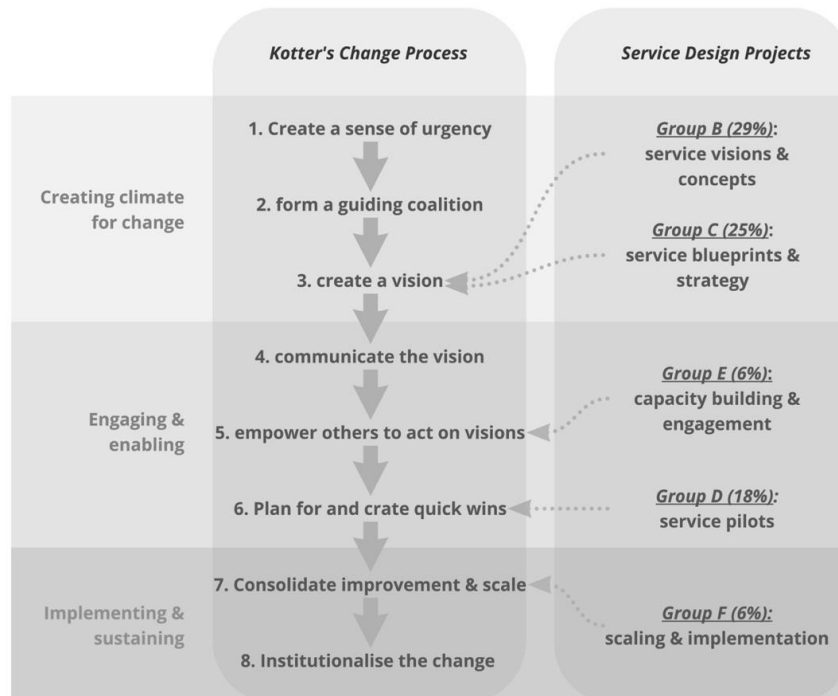 Kotter's Change Process
Service Design Projects
Creating climate
for change
1. Create a sense of urgency
2. form a guiding coalition
3. create a vision
Group B (29%):
service visions &
concepts
Group C (25%):
service blueprints &
strategy
Engaging &
enabling
4. communicate the vision
5. empower others to act on visions
6. Plan for and crate quick wins
Group E (6%):
capacity building &
engagement
Group D (18%):
service pilots
Implementing &
sustaining
7. Consolidate improvement & scale
8. Institutionalise the change
Group F (6%):
scaling & implementation